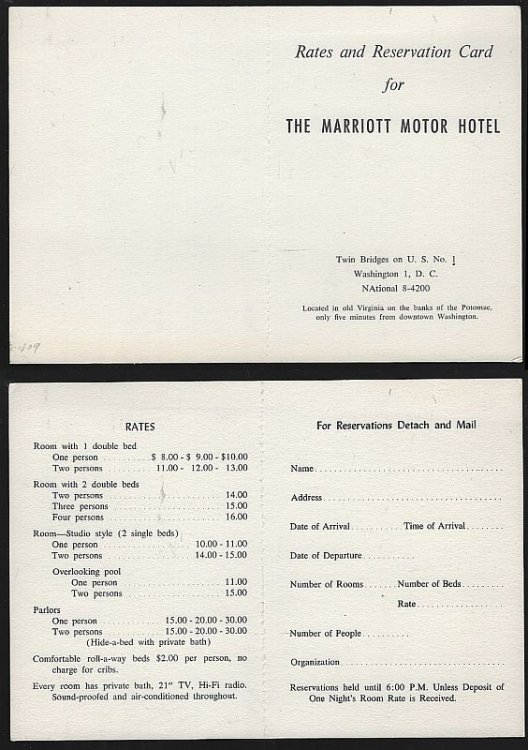 Rates and Reservation Card
for
THE MARRIOTT MOTOR HOTEL
Twin Bridges on U. S. No. 1
Washington 1, D. C.
NAtional 8-4200
Located in old Virginia on the banks of the Potomac,
only five minutes from downtown Washington.
RATES
Room with 1 double bed
One person .......... $ 8.00 - $ 9.00 - $10.00
Two persons .......... 11.00 - 12.00 - 13.00
Room with 2 double beds
Two persons .......... 14.00
Three persons .......... 15.00
Four persons .......... 16.00
Room—Studio style (2 single beds)
One person .......... 10.00 - 11.00
Two persons .......... 14.00 - 15.00
Overlooking pool
One person .......... 11.00
Two persons .......... 15.00
Parlors
One person .......... 15.00 - 20.00 - 30.00
Two persons .......... 15.00 - 20.00 - 30.00
(Hide-a-bed with private bath)
Comfortable roll-a-way beds $2.00 per person, no
charge for cribs.
Every room has private bath, 21" TV, Hi-Fi radio.
Sound-proofed and air-conditioned throughout.
For Reservations Detach and Mail
Name..........
Address..........
Date of Arrival.......... Time of Arrival..........
Date of Departure..........
Number of Rooms.......... Number of Beds..........
Rate..........
Number of People..........
Organization..........
Reservations held until 6:00 P.M. Unless Deposit of
One Night's Room Rate is Received.